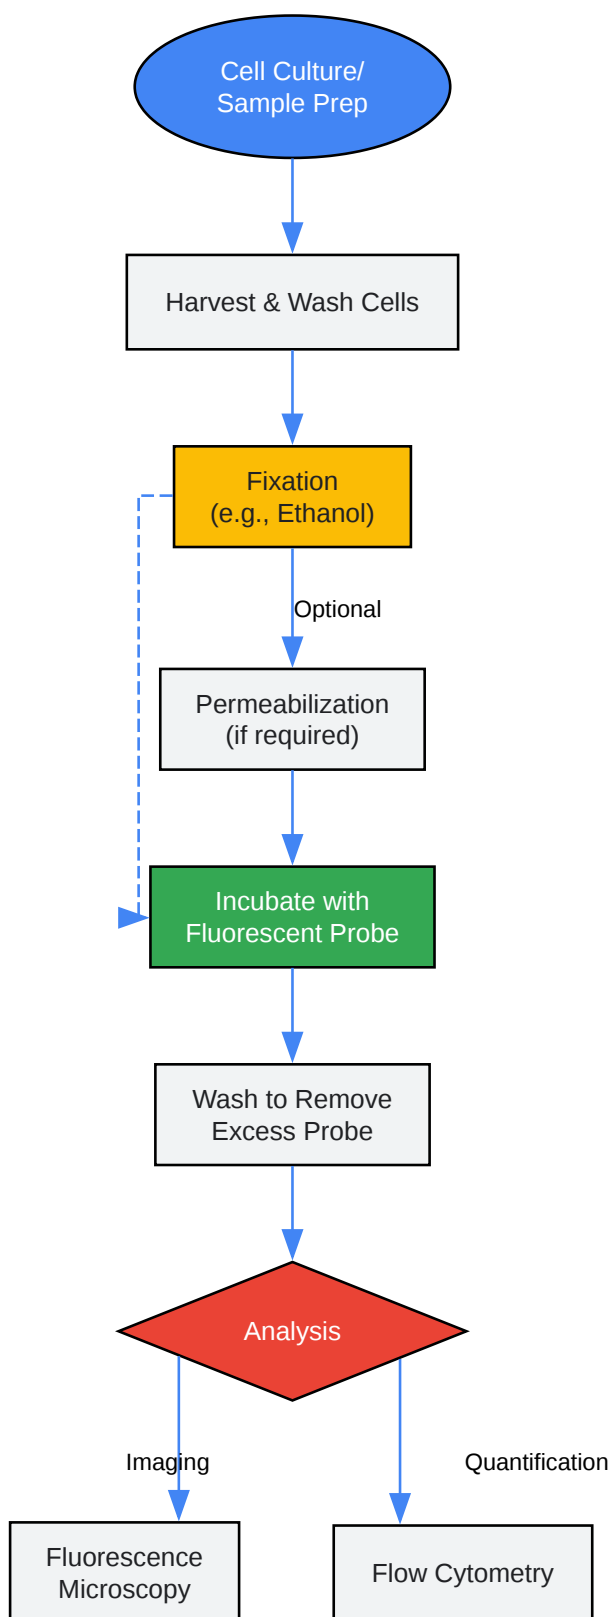 Cell Culture/
Sample Prep
Harvest & Wash Cells
Fixation
(e.g., Ethanol)
Optional
Permeabilization
(if required)
Incubate with
Fluorescent Probe
Wash to Remove
Excess Probe
Analysis
Imaging
Quantification
Fluorescence
Microscopy
Flow Cytometry